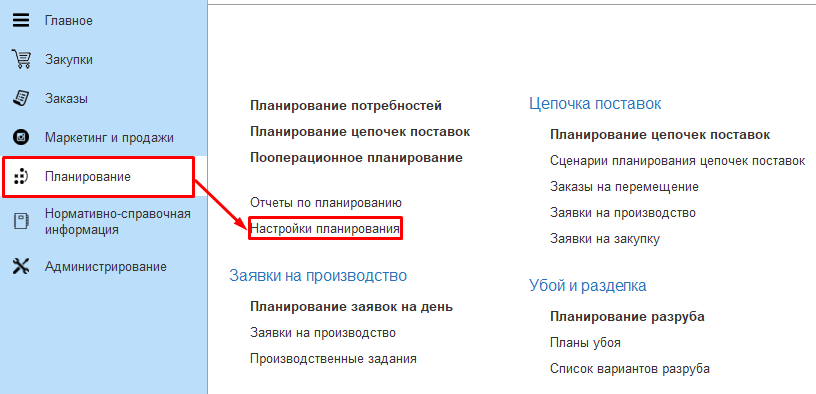 Главное
Закупки
Заказы
Маркетинг и продажи
Планирование
Нормативно-справочная
информация
Администрирование
Планирование потребностей
Планирование цепочек поставок
Пооперационное планирование
Отчеты по планированию
Настройки планирования
Заявки на производство
Планирование заявок на день
Заявки на производство
Производственные задания
Цепочка поставок
Планирование цепочек поставок
Сценарии планирования цепочек поставок
Заказы на перемещение
Заявки на производство
Заявки на закупку
Убой и разделка
Планирование разруба
Планы убоя
Список вариантов разруба